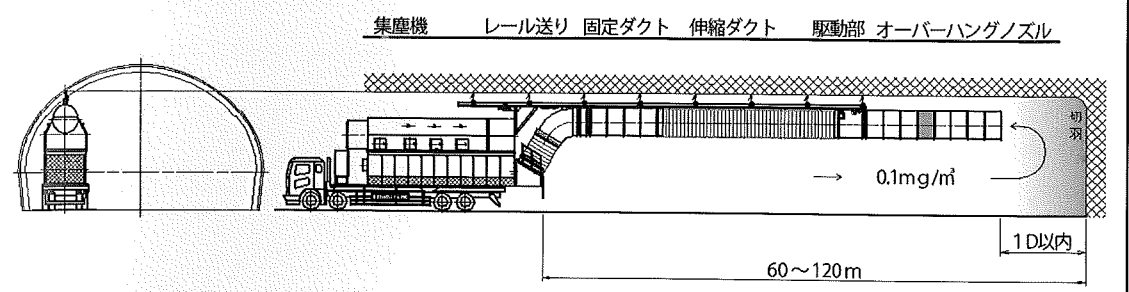 集塵機 レール送り 固定ダクト 伸縮ダクト 駆動部 オーバーハングノズル
切羽
→ 0.1mg/㎥
1D以内
60～120m